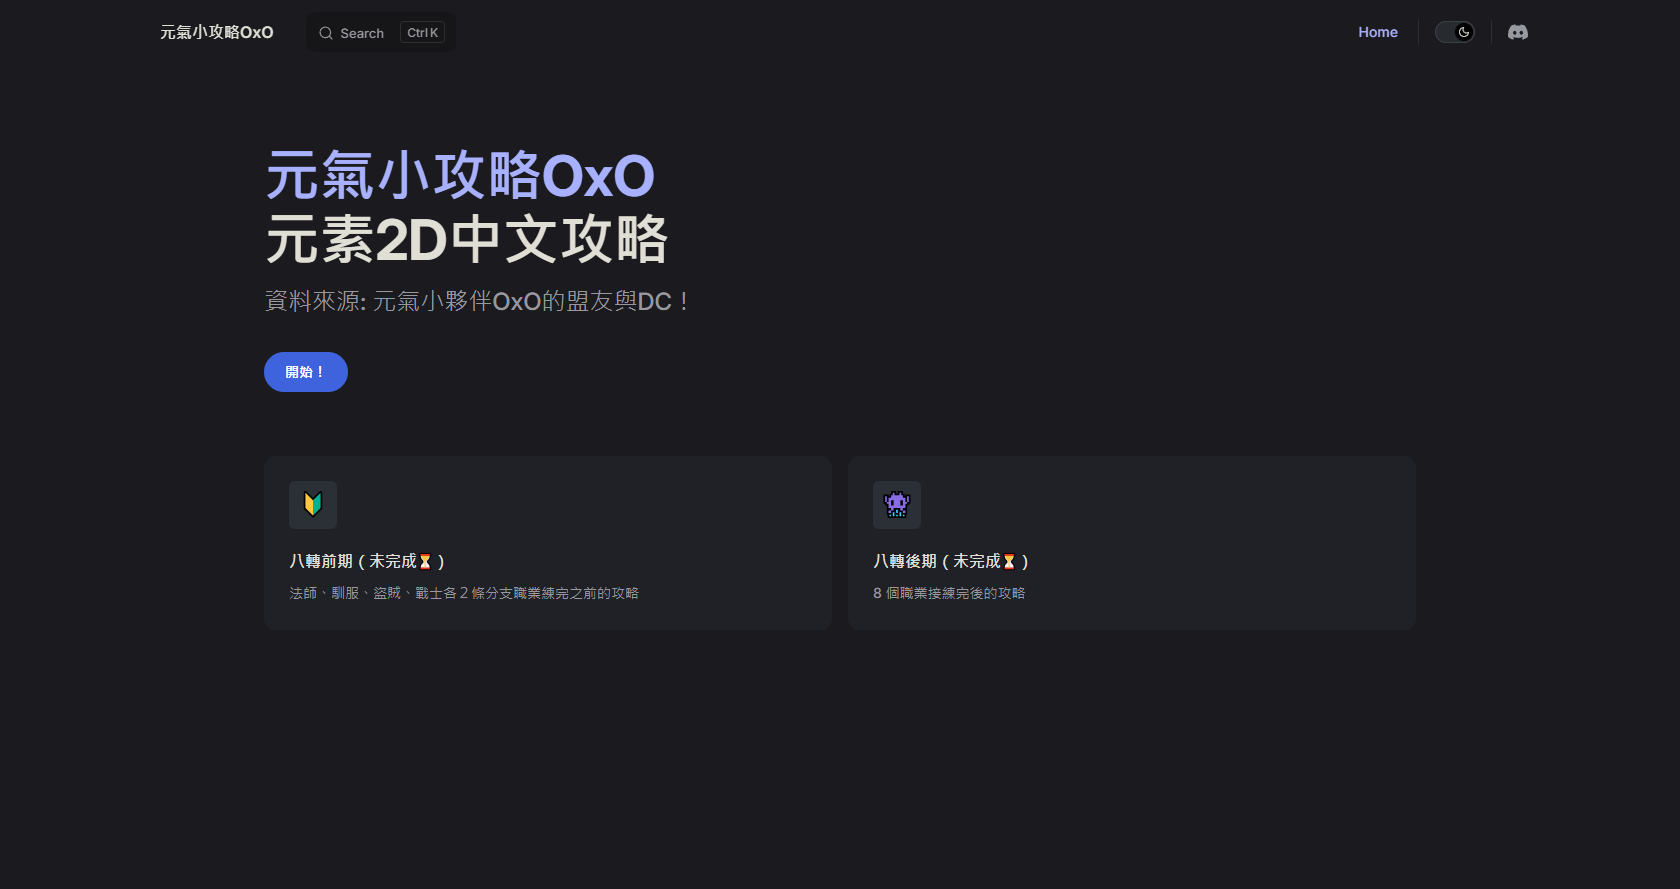 元氣小攻略OxO
Search
Ctrl K
Home
元氣小攻略OxO
元素2D中文攻略
資料來源: 元氣小夥伴OxO的盟友與DC！
開始！
八轉前期（未完成⏳）
法師、馴服、盜賊、戰士各２條分支職業練完之前的攻略
八轉後期（未完成⏳）
8 個職業接練完後的攻略